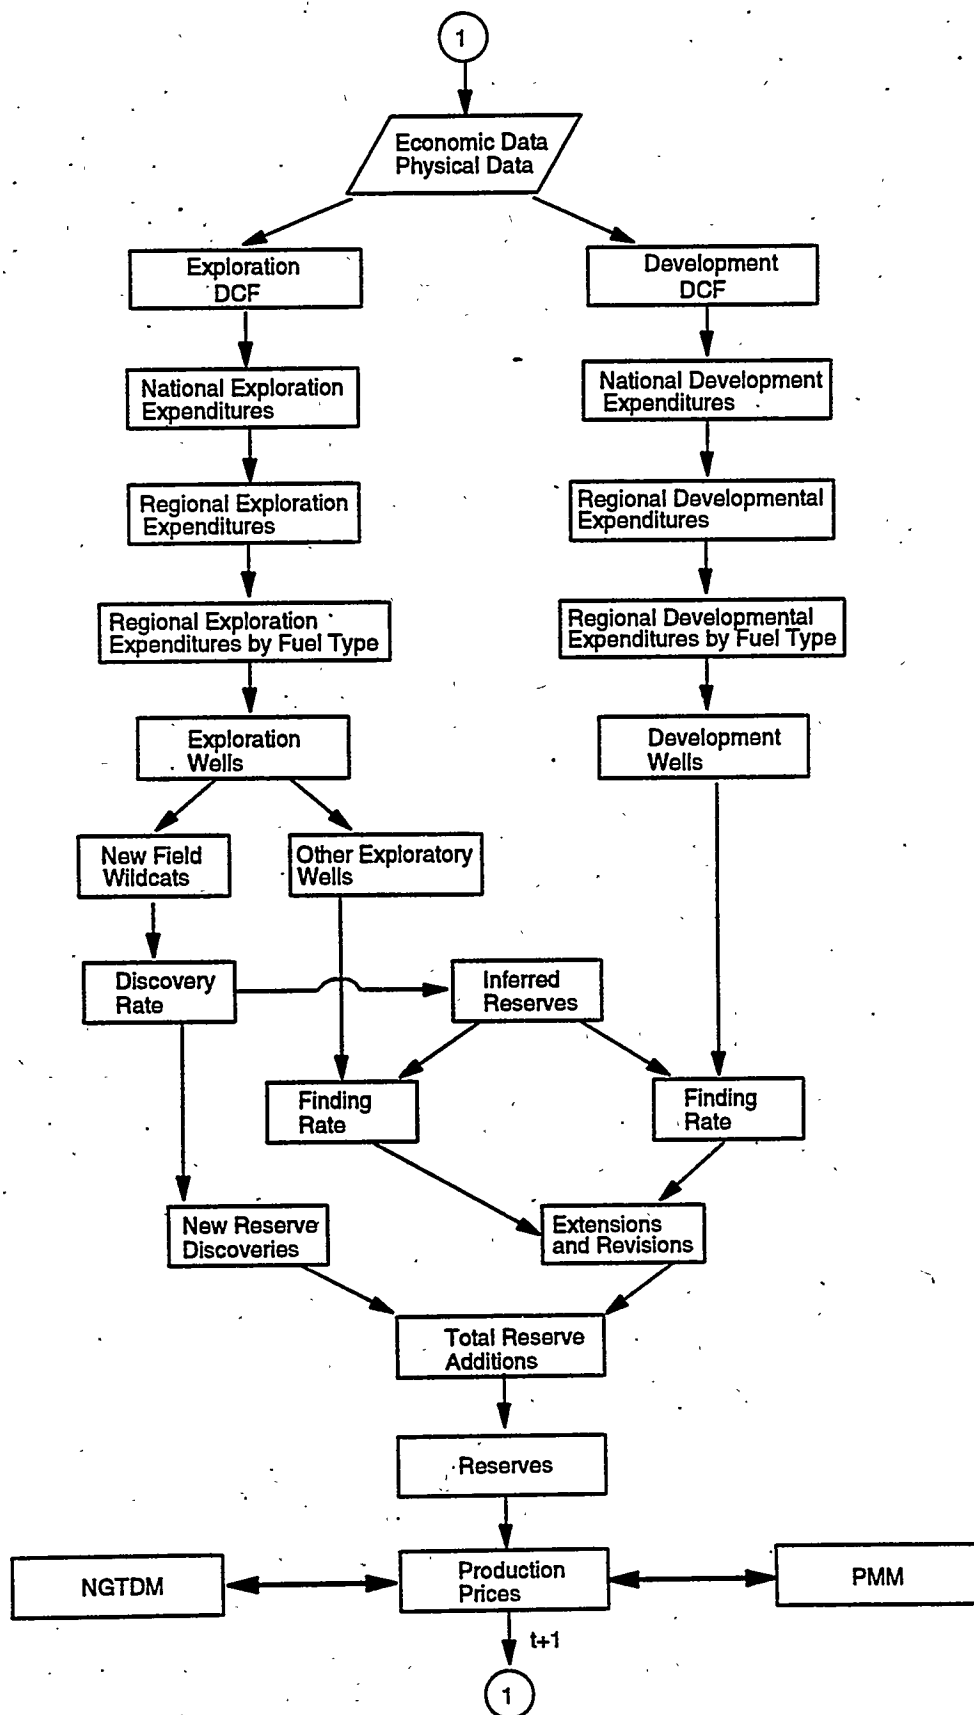 1
Economic Data
Physical Data
Exploration
DCF
Development
DCF
National Exploration
Expenditures
National Development
Expenditures
Regional Exploration
Expenditures
Regional Developmental
Expenditures
Regional Exploration
Expenditures by Fuel Type
Regional Developmental
Expenditures by Fuel Type
Exploration
Wells
Development
Wells
New Field
Wildcats
Other Exploratory
Wells
Discovery
Rate
Inferred
Reserves
Finding
Rate
Finding
Rate
New Reserve
Discoveries
Extensions
and Revisions
Total Reserve
Additions
Reserves
NGTDM
Production
Prices
PMM
t+1
1